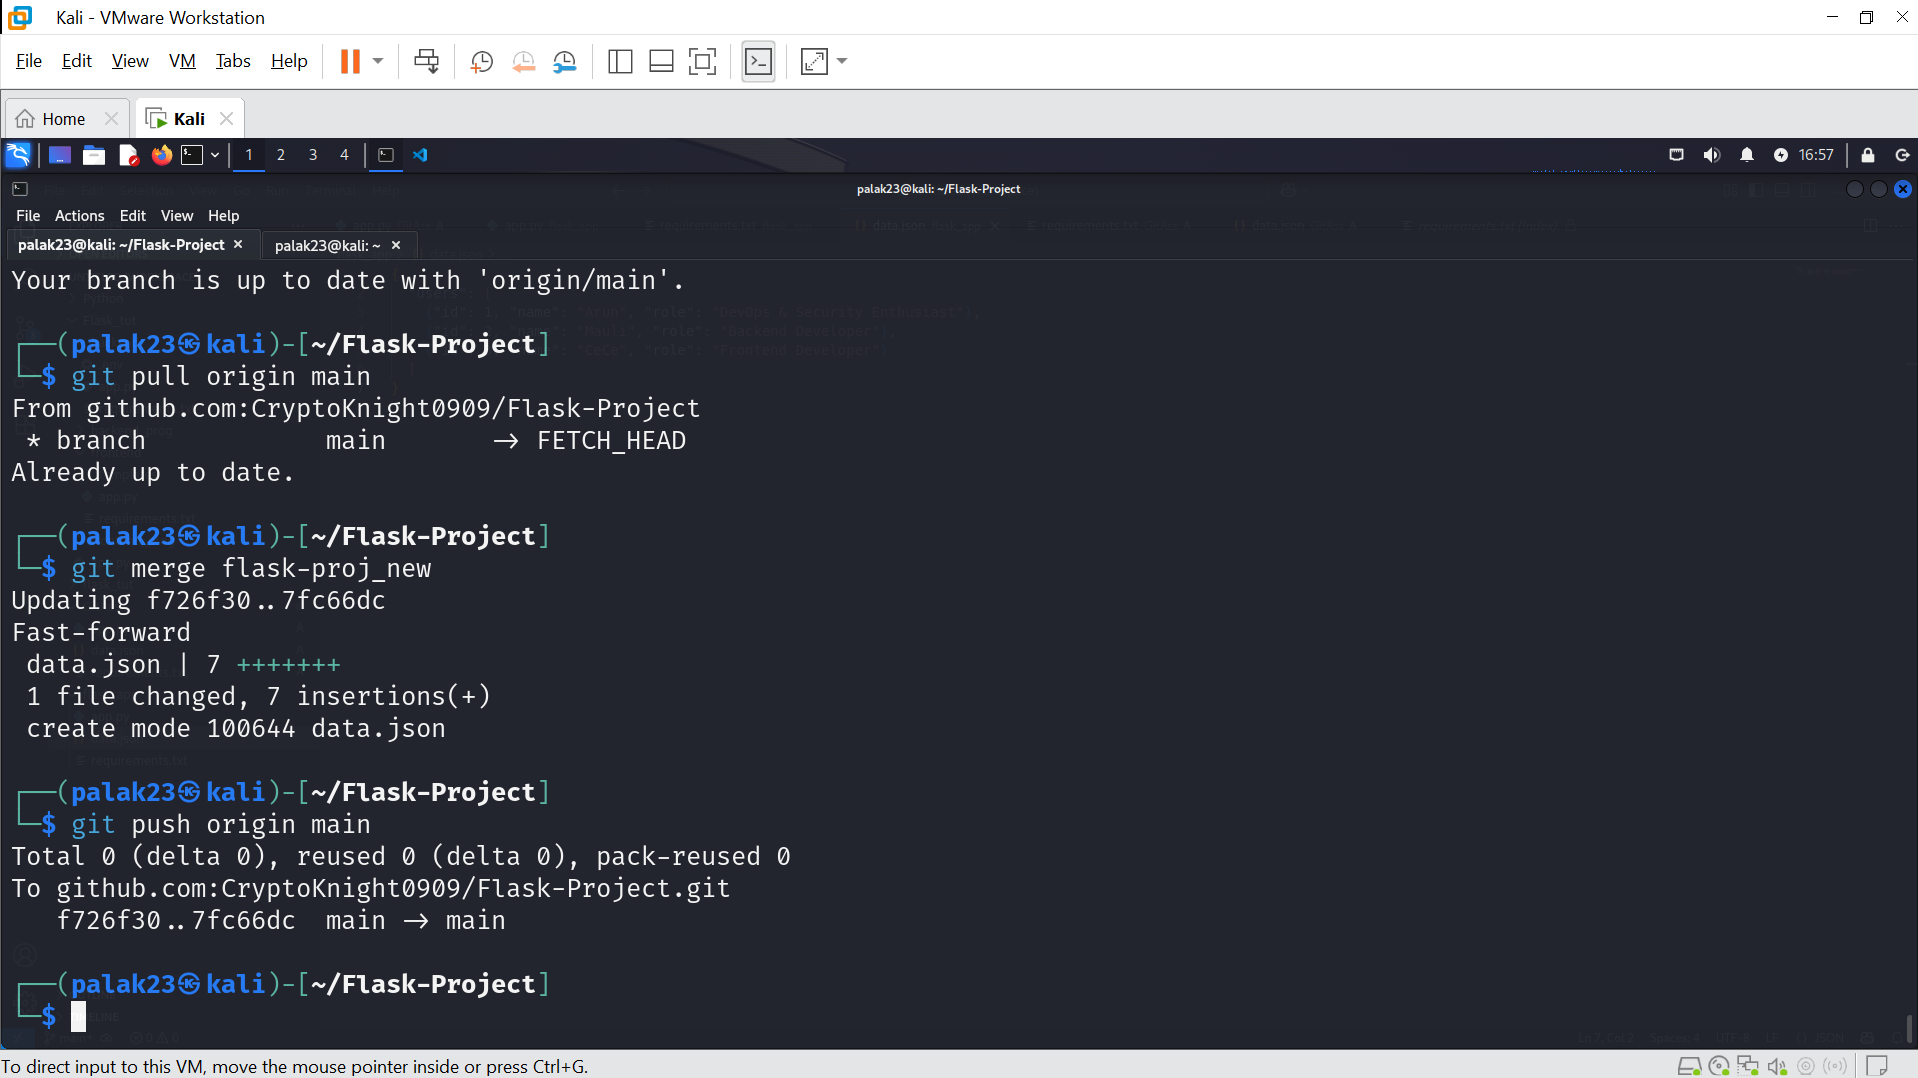 Kali - VMware Workstation
File Edit View VM Tabs Help
Home Kali
1 2 3 4 16:57
palak23@kali: ~/Flask-Project
File Actions Edit View Help
palak23@kali: ~/Flask-Project palak23@kali: ~
Your branch is up to date with 'origin/main'.
(palak23㉿kali)-[~/Flask-Project]
$ git pull origin main
From github.com:CryptoKnight0909/Flask-Project
* branch main -> FETCH_HEAD
Already up to date.
(palak23㉿kali)-[~/Flask-Project]
$ git merge flask-proj_new
Updating f726f30..7fc66dc
Fast-forward
data.json | 7 +++++++
1 file changed, 7 insertions(+)
create mode 100644 data.json
(palak23㉿kali)-[~/Flask-Project]
$ git push origin main
Total 0 (delta 0), reused 0 (delta 0), pack-reused 0
To github.com:CryptoKnight0909/Flask-Project.git
f726f30..7fc66dc main -> main
(palak23㉿kali)-[~/Flask-Project]
$
To direct input to this VM, move the mouse pointer inside or press Ctrl+G.